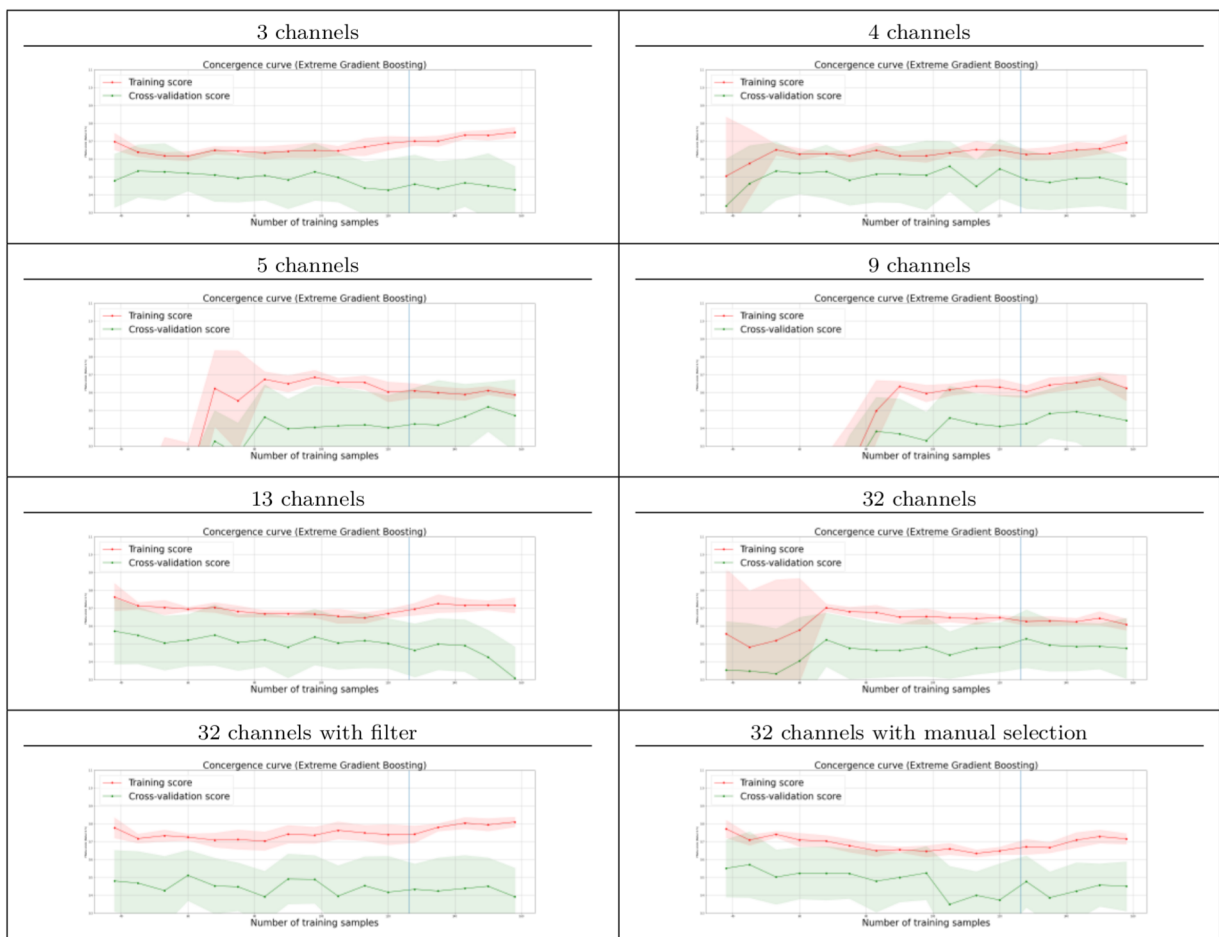 3 channels
4 channels
Concergence curve (Extreme Gradient Boosting)
Training score
Cross-validation score
Number of training samples
Concergence curve (Extreme Gradient Boosting)
Training score
Cross-validation score
Number of training samples
5 channels
9 channels
Concergence curve (Extreme Gradient Boosting)
Training score
Cross-validation score
Number of training samples
Concergence curve (Extreme Gradient Boosting)
Training score
Cross-validation score
Number of training samples
13 channels
32 channels
Concergence curve (Extreme Gradient Boosting)
Training score
Cross-validation score
Number of training samples
Concergence curve (Extreme Gradient Boosting)
Training score
Cross-validation score
Number of training samples
32 channels with filter
32 channels with manual selection
Concergence curve (Extreme Gradient Boosting)
Training score
Cross-validation score
Number of training samples
Concergence curve (Extreme Gradient Boosting)
Training score
Cross-validation score
Number of training samples